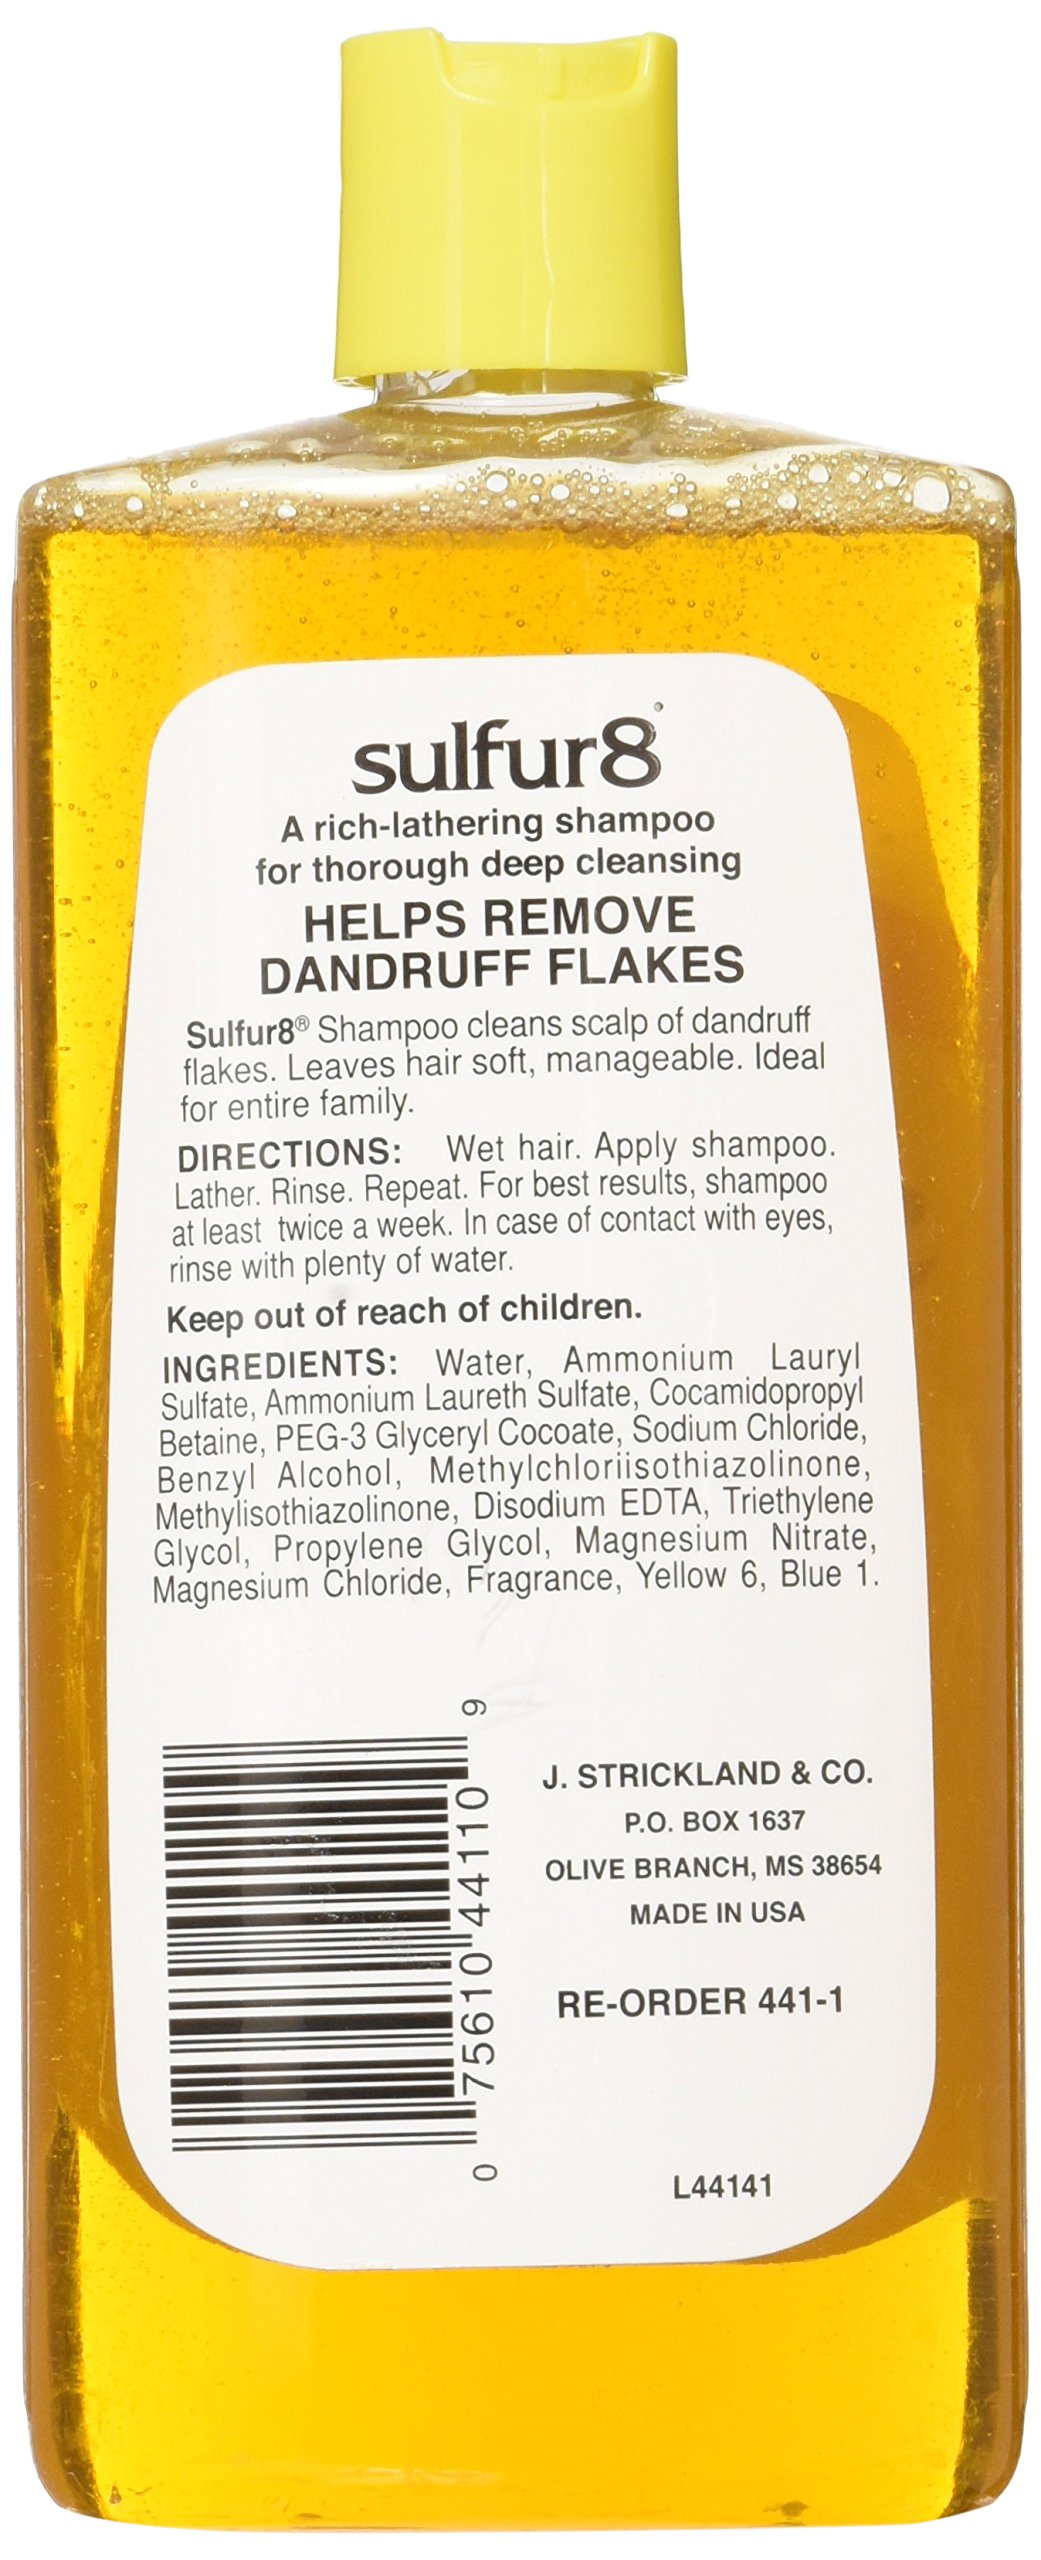 sulfur8®
A rich-lathering shampoo
for thorough deep cleansing
HELPS REMOVE
DANDRUFF FLAKES
Sulfur8® Shampoo cleans scalp of dandruff
flakes. Leaves hair soft, manageable. Ideal
for entire family.
DIRECTIONS: Wet hair. Apply shampoo.
Lather. Rinse. Repeat. For best results, shampoo
at least twice a week. In case of contact with eyes,
rinse with plenty of water.
Keep out of reach of children.
INGREDIENTS: Water, Ammonium Lauryl
Sulfate, Ammonium Laureth Sulfate, Cocamidopropyl
Betaine, PEG-3 Glyceryl Cocoate, Sodium Chloride,
Benzyl Alcohol, Methylchloriisothiazolinone,
Methylisothiazolinone, Disodium EDTA, Triethylene
Glycol, Propylene Glycol, Magnesium Nitrate,
Magnesium Chloride, Fragrance, Yellow 6, Blue 1.
0 75610 44110 9
J. STRICKLAND & CO.
P.O. BOX 1637
OLIVE BRANCH, MS 38654
MADE IN USA
RE-ORDER 441-1
L44141